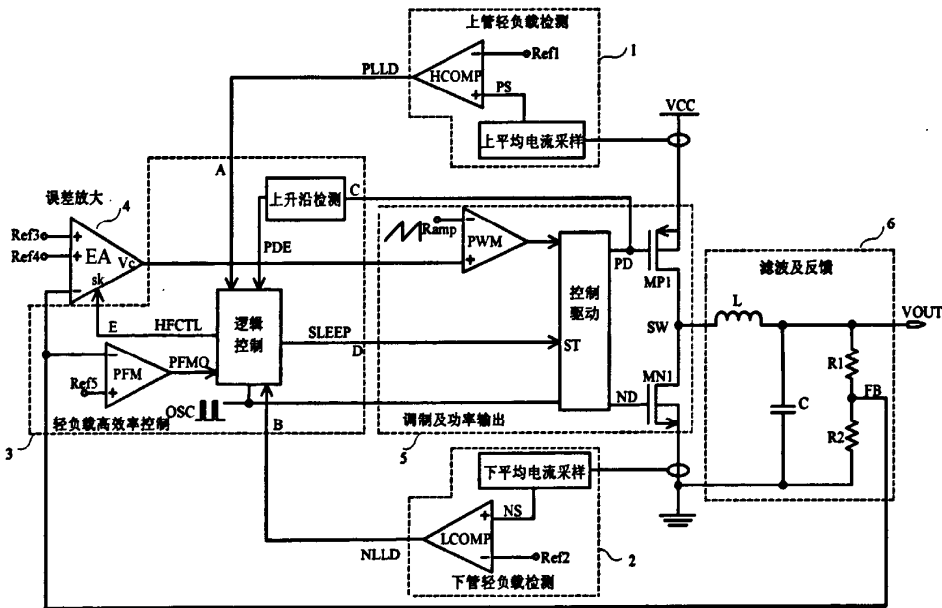 上管轻负载检测
Ref1
1
HCOMP
PLLD
PS
VCC
上平均电流采样
A
误差放大
4
上升沿检测
C
6
Ref3
EA
Ref4
Vc
sk
PDE
Ramp
PWM
PD
MP1
滤波及反馈
L
VOUT
E
HFCTL
逻辑
控制
SLEEP
D
控制
驱动
ST
SW
PFM
PFMO
Ref5
MN1
R1
FB
ND
C
R2
OSC
轻负载高效率控制
B
调制及功率输出
3
5
下平均电流采样
NS
LCOMP
NLLD
Ref2
2
下管轻负载检测